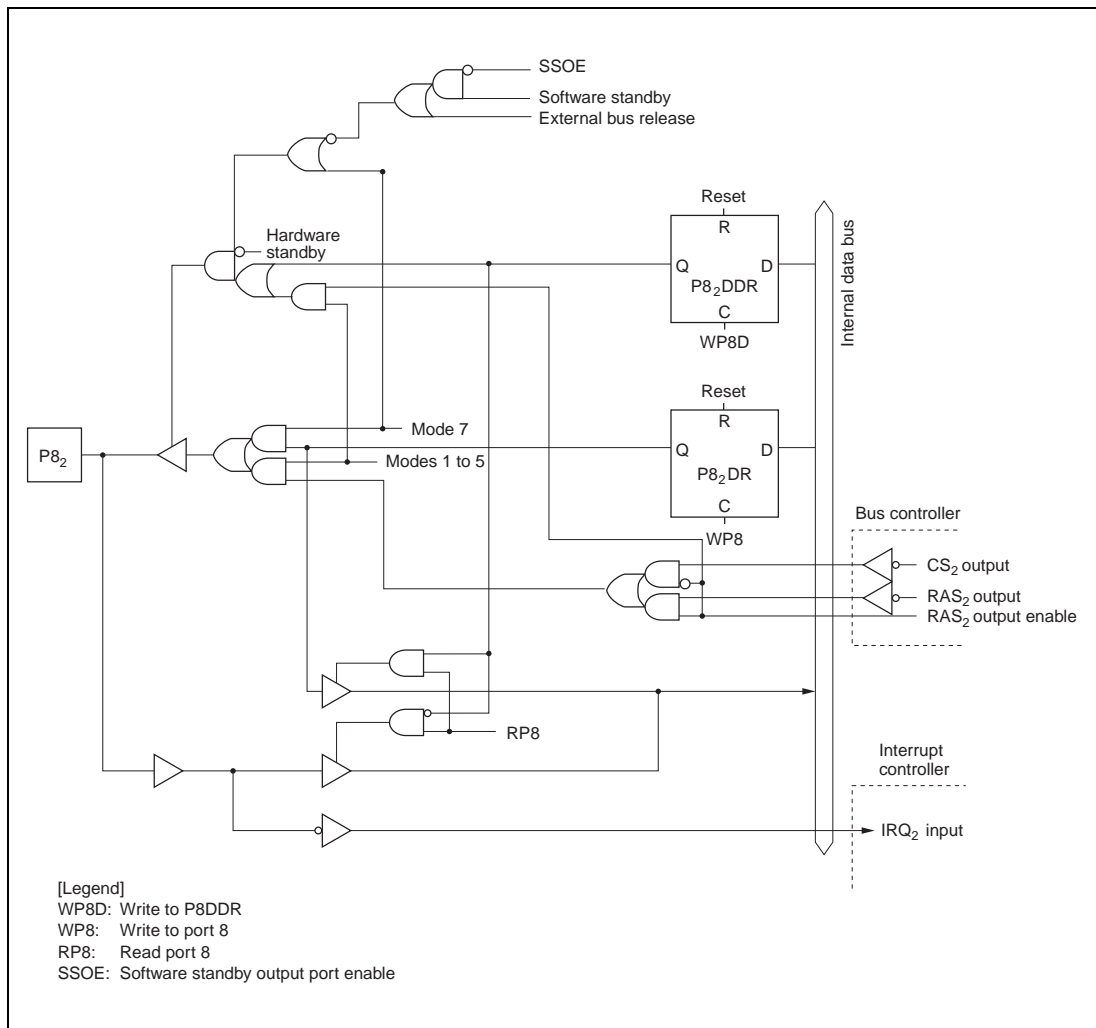 SSOE
Software standby
External bus release
Reset
R
Hardware
standby
Q
D
P8₂DDR
C
WP8D
Internal data bus
Reset
R
Mode 7
Q
D
P8₂
Modes 1 to 5
P8₂DR
C
WP8
Bus controller
CS₂ output
RAS₂ output
RAS₂ output enable
RP8
Interrupt
controller
IRQ₂ input
[Legend]
WP8D: Write to P8DDR
WP8: Write to port 8
RP8: Read port 8
SSOE: Software standby output port enable